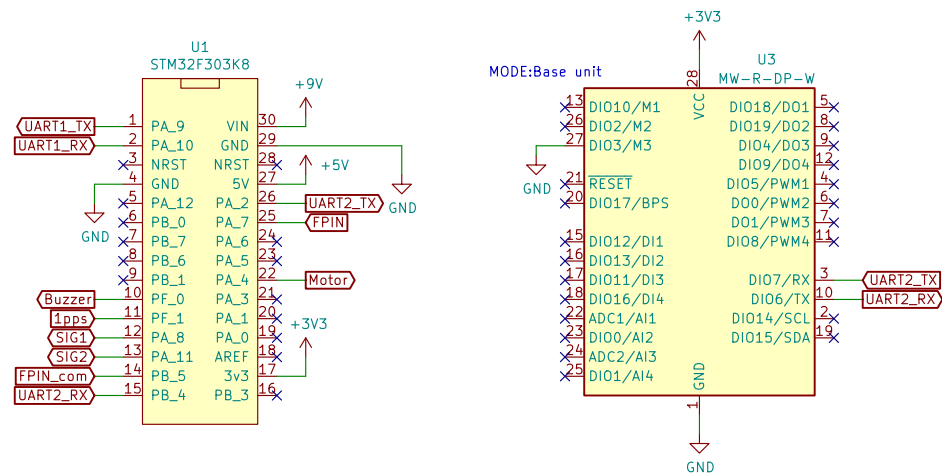 U1
STM32F303K8
1 PA_9
2 PA_10
3 NRST
4 GND
5 PA_12
6 PB_0
7 PB_7
8 PB_6
9 PB_1
10 PF_0
11 PF_1
12 PA_8
13 PA_11
14 PB_5
15 PB_4
VIN 30
GND 29
NRST 28
5V 27
PA_2 26
PA_7 25
PA_6 24
PA_5 23
PA_4 22
PA_3 21
PA_1 20
PA_0 19
AREF 18
3v3 17
PB_3 16
UART1_TX
UART1_RX
GND
Buzzer
1pps
SIG1
SIG2
FPIN_com
UART2_RX
+9V
GND
+5V
UART2_TX
FPIN
Motor
+3V3
+3V3
MODE:Base unit
U3
MW-R-DP-W
28
VCC
13 DIO10/M1
26 DIO2/M2
27 DIO3/M3
GND
21 RESET
20 DIO17/BPS
15 DIO12/DI1
16 DIO13/DI2
17 DIO11/DI3
18 DIO16/DI4
22 ADC1/AI1
23 DIO0/AI2
24 ADC2/AI3
25 DIO1/AI4
DIO18/DO1 5
DIO19/DO2 8
DIO4/DO3 9
DIO9/DO4 12
DIO5/PWM1 4
DO0/PWM2 6
DO1/PWM3 7
DIO8/PWM4 11
DIO7/RX 3
DIO6/TX 10
DIO14/SCL 2
DIO15/SDA 19
UART2_TX
UART2_RX
GND
1
GND